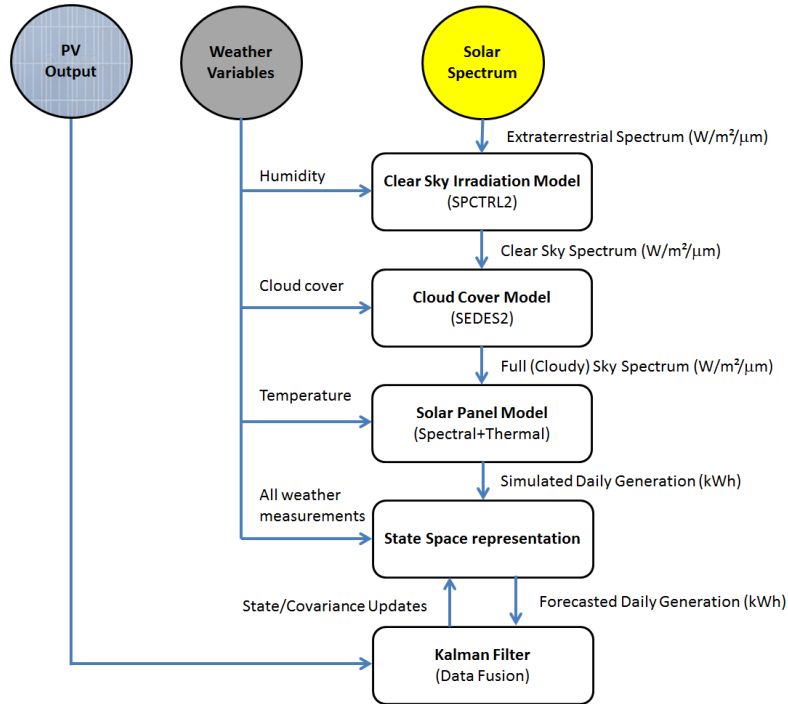 PV
Output
Weather
Variables
Solar
Spectrum
Extraterrestrial Spectrum (W/m²/µm)
Humidity
Clear Sky Irradiation Model
(SPCTRL2)
Clear Sky Spectrum (W/m²/µm)
Cloud cover
Cloud Cover Model
(SEDES2)
Full (Cloudy) Sky Spectrum (W/m²/µm)
Temperature
Solar Panel Model
(Spectral+Thermal)
Simulated Daily Generation (kWh)
All weather
measurements
State Space representation
State/Covariance Updates
Forecasted Daily Generation (kWh)
Kalman Filter
(Data Fusion)